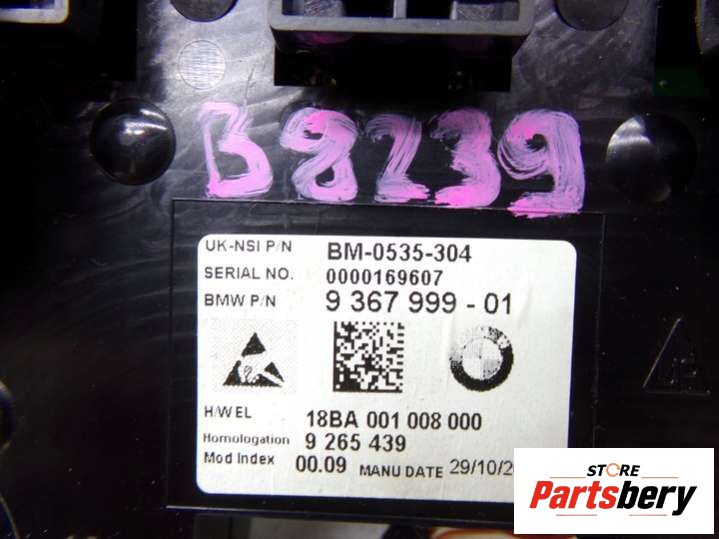 B8239
UK-NSI P/N BM-0535-304
SERIAL NO. 0000169607
BMW P/N 9 367 999 - 01
H/W EL 18BA 001 008 000
Homologation 9 265 439
Mod Index 00.09 MANU DATE 29/10/20
STORE
Partsbery